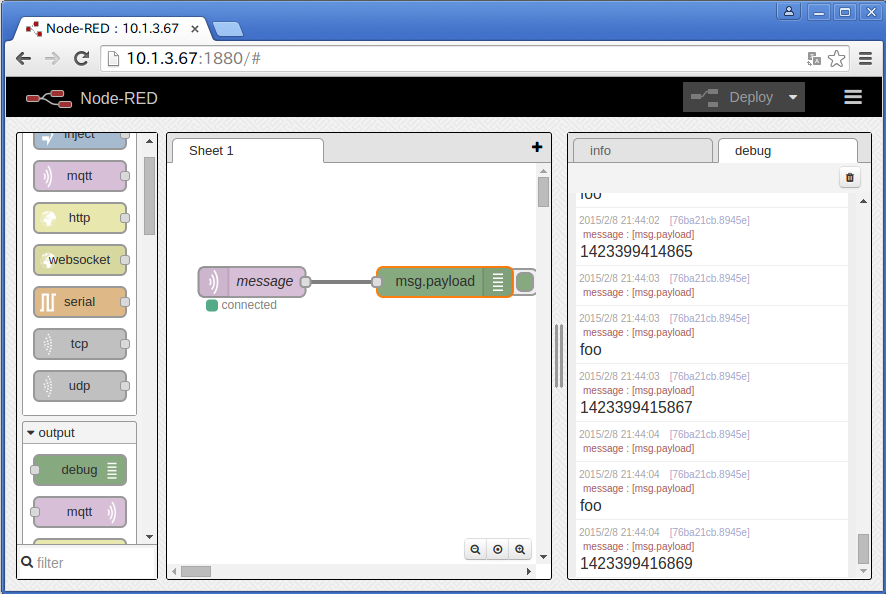 Node-RED : 10.1.3.67
10.1.3.67:1880/#
Node-RED
Deploy
inject
mqtt
http
websocket
serial
tcp
udp
output
debug
mqtt
filter
Sheet 1
message
connected
msg.payload
info
debug
foo
2015/2/8 21:44:02 [76ba21cb.8945e]
message : [msg.payload]
1423399414865
2015/2/8 21:44:03 [76ba21cb.8945e]
message : [msg.payload]
2015/2/8 21:44:03 [76ba21cb.8945e]
message : [msg.payload]
foo
2015/2/8 21:44:03 [76ba21cb.8945e]
message : [msg.payload]
1423399415867
2015/2/8 21:44:04 [76ba21cb.8945e]
message : [msg.payload]
2015/2/8 21:44:04 [76ba21cb.8945e]
message : [msg.payload]
foo
2015/2/8 21:44:04 [76ba21cb.8945e]
message : [msg.payload]
1423399416869